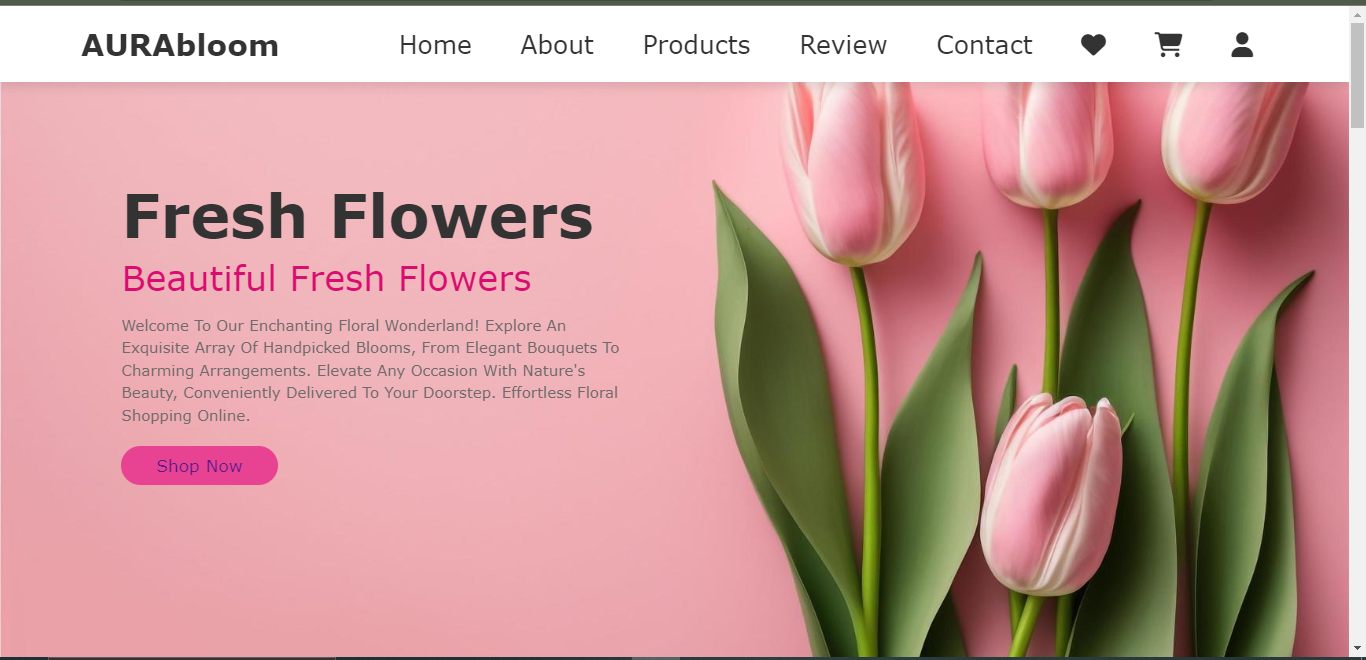 AURAbloom
Home About Products Review Contact
Fresh Flowers
Beautiful Fresh Flowers
Welcome To Our Enchanting Floral Wonderland! Explore An
Exquisite Array Of Handpicked Blooms, From Elegant Bouquets To
Charming Arrangements. Elevate Any Occasion With Nature's
Beauty, Conveniently Delivered To Your Doorstep. Effortless Floral
Shopping Online.
Shop Now